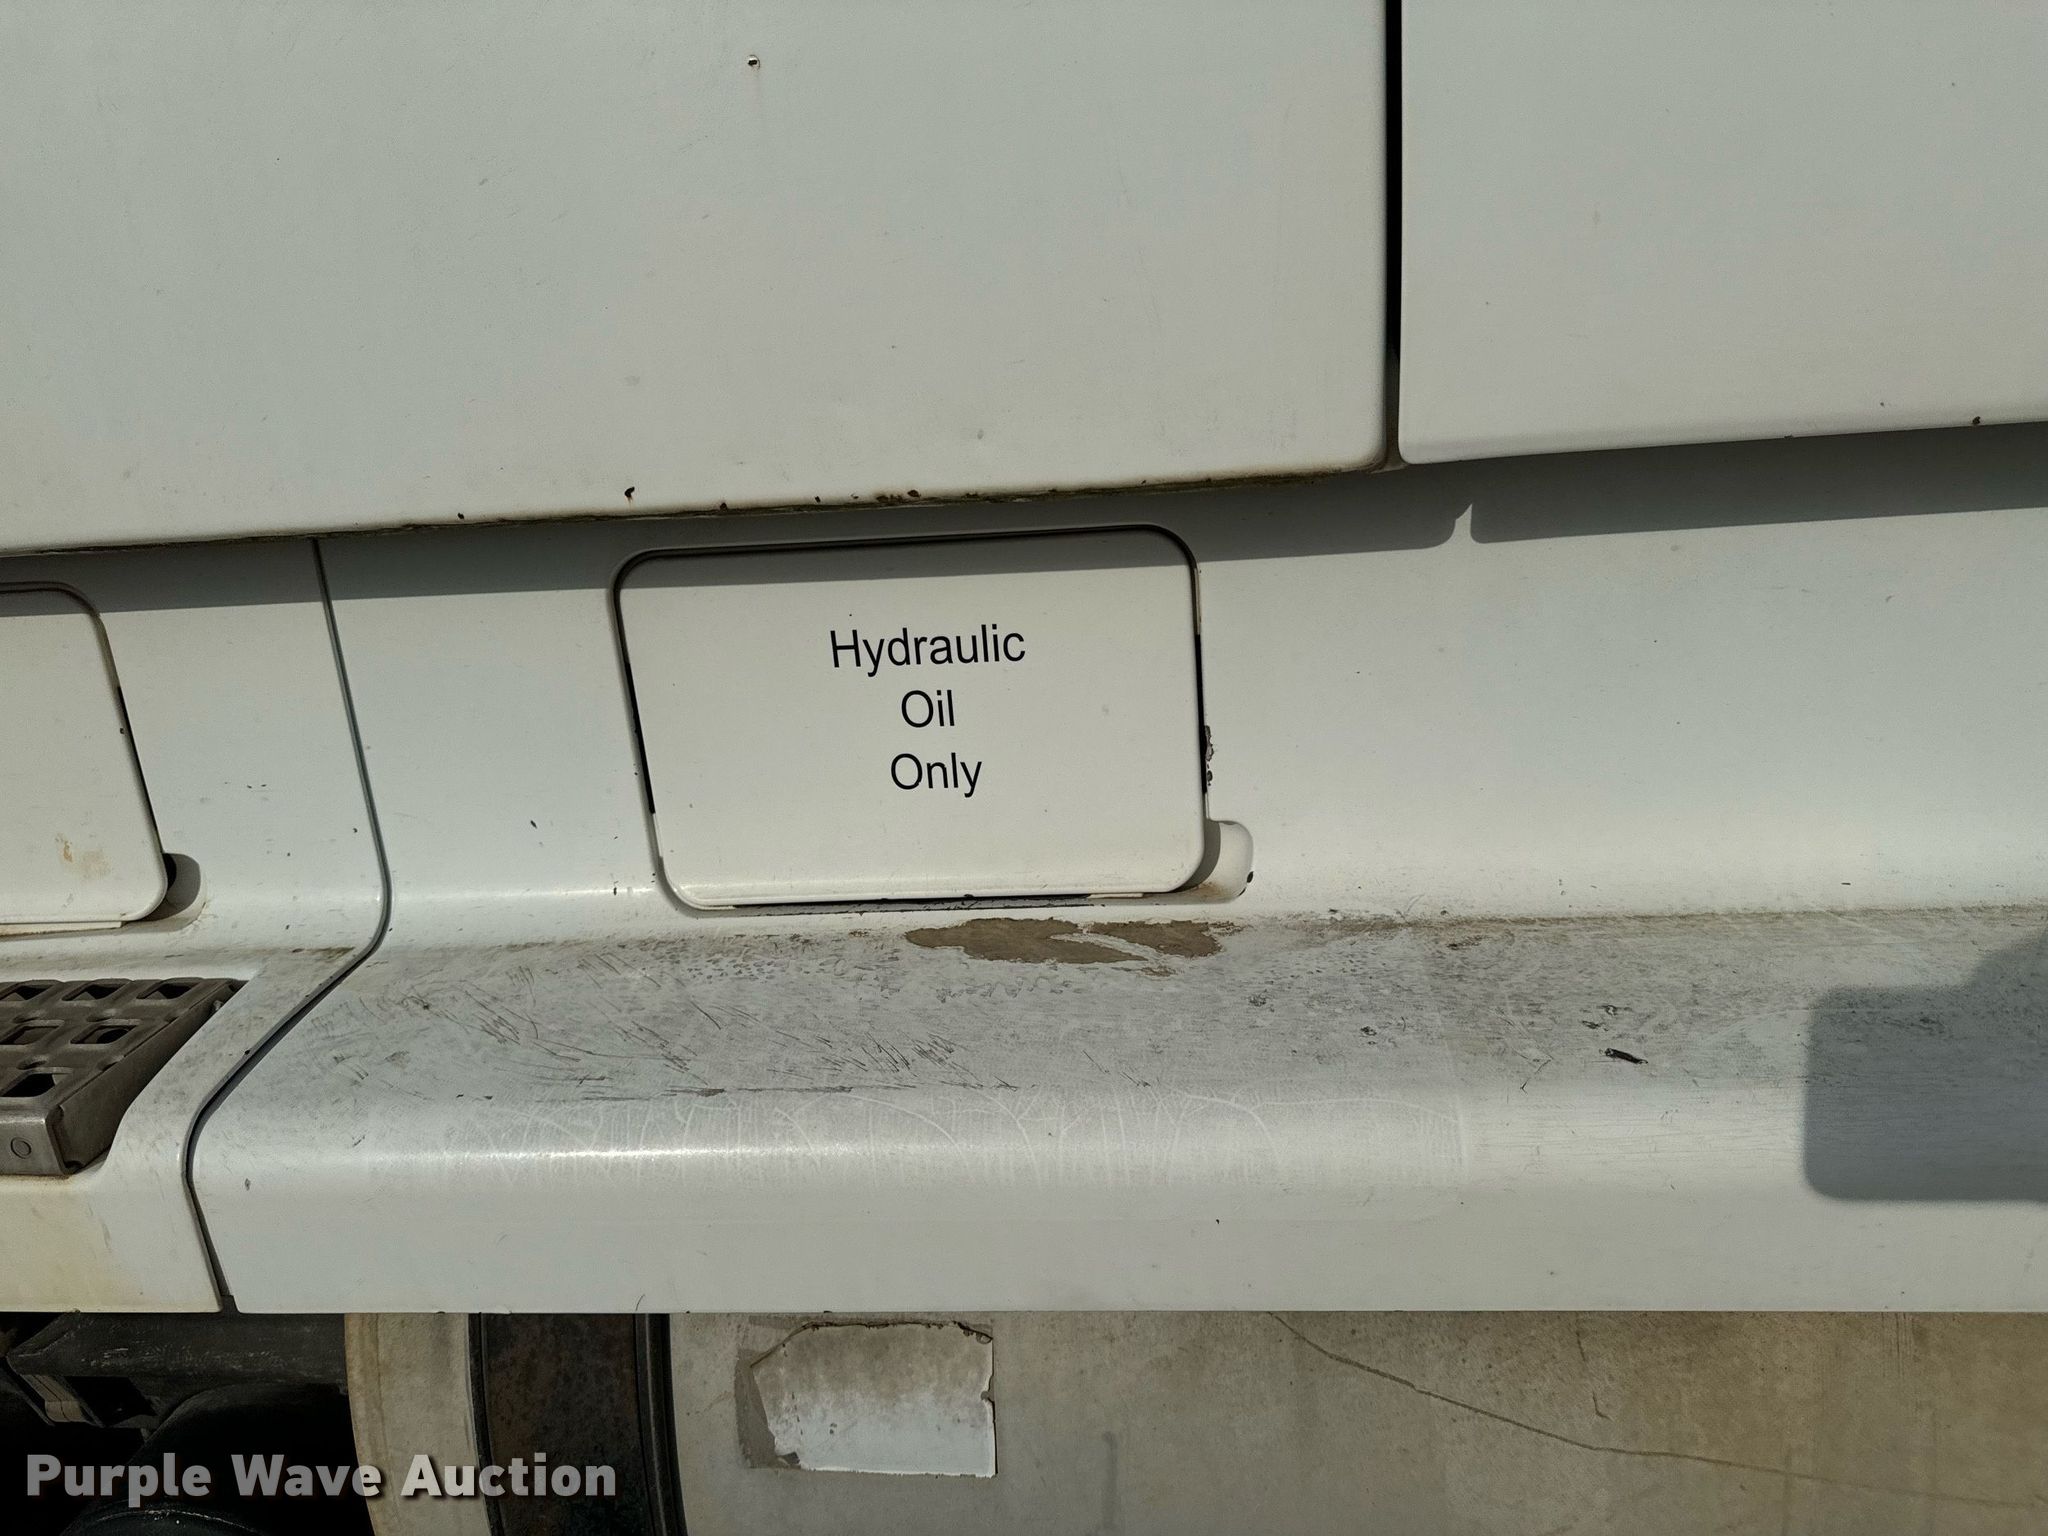 Hydraulic
Oil
Only
Purple Wave Auction